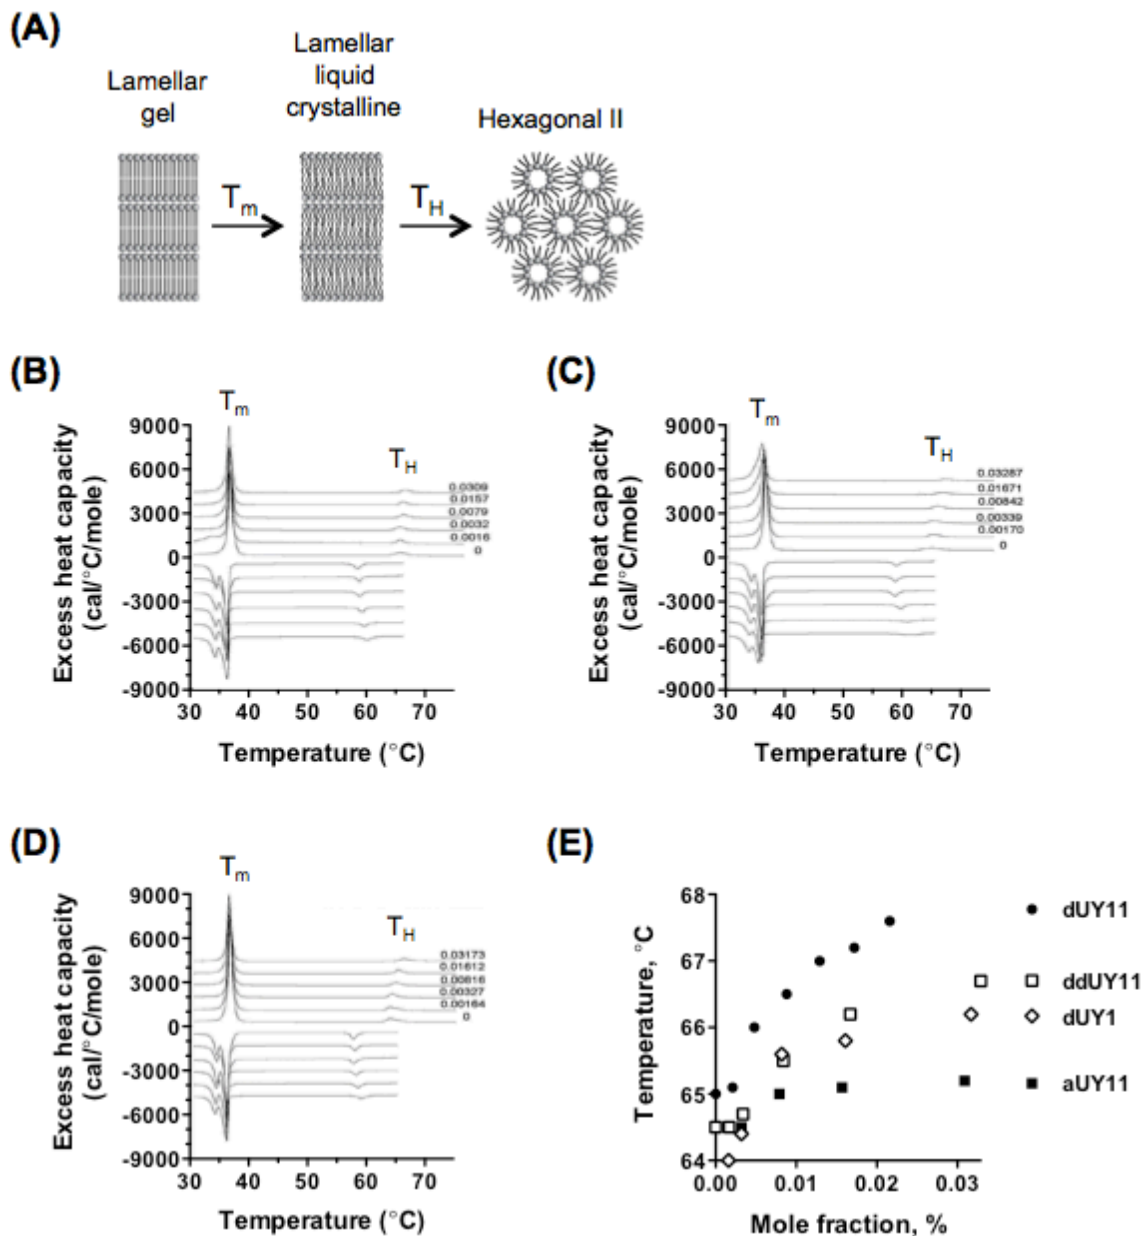 (A)
Lamellar
gel
Lamellar
liquid
crystalline
Hexagonal II
Tm
TH
(B)
Tm
TH
Excess heat capacity
(cal/°C/mole)
9000
6000
3000
0
-3000
-6000
-9000
0.0309
0.0157
0.0079
0.0032
0.0016
0
30 40 50 60 70
Temperature (°C)
(C)
Tm
TH
Excess heat capacity
(cal/°C/mole)
9000
6000
3000
0
-3000
-6000
-9000
0.03287
0.01671
0.00842
0.00339
0.00170
0
30 40 50 60 70
Temperature (°C)
(D)
Tm
TH
Excess heat capacity
(cal/°C/mole)
9000
6000
3000
0
-3000
-6000
-9000
0.03173
0.01612
0.00816
0.00327
0.00164
0
30 40 50 60 70
Temperature (°C)
(E)
Temperature, °C
68
67
66
65
64
0.00 0.01 0.02 0.03
Mole fraction, %
dUY11
ddUY11
dUY1
aUY11